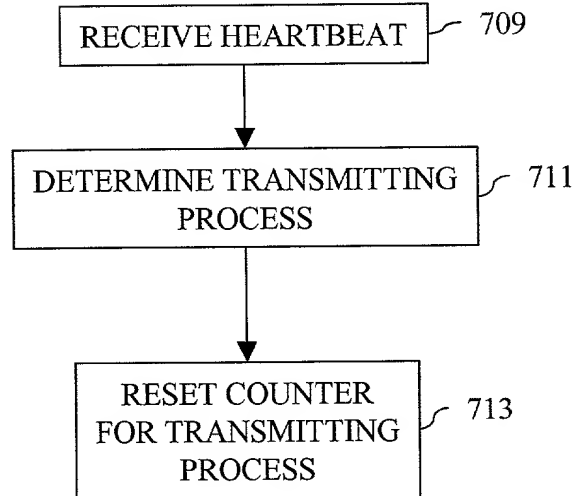 RECEIVE HEARTBEAT
709
DETERMINE TRANSMITTING
PROCESS
711
RESET COUNTER
FOR TRANSMITTING
PROCESS
713